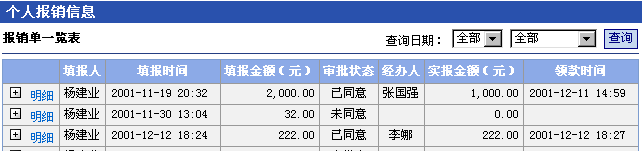 个人报销信息
报销单一览表 查询日期： 全部 全部 查询
填报人 填报时间 填报金额（元） 审批状态 经办人 实报金额（元） 领款时间
明细 杨建业 2001-11-19 20:32 2,000.00 已同意 张国强 1,000.00 2001-12-11 14:59
明细 杨建业 2001-11-30 13:04 32.00 未同意 0.00
明细 杨建业 2001-12-12 18:24 222.00 已同意 李娜 222.00 2001-12-12 18:27